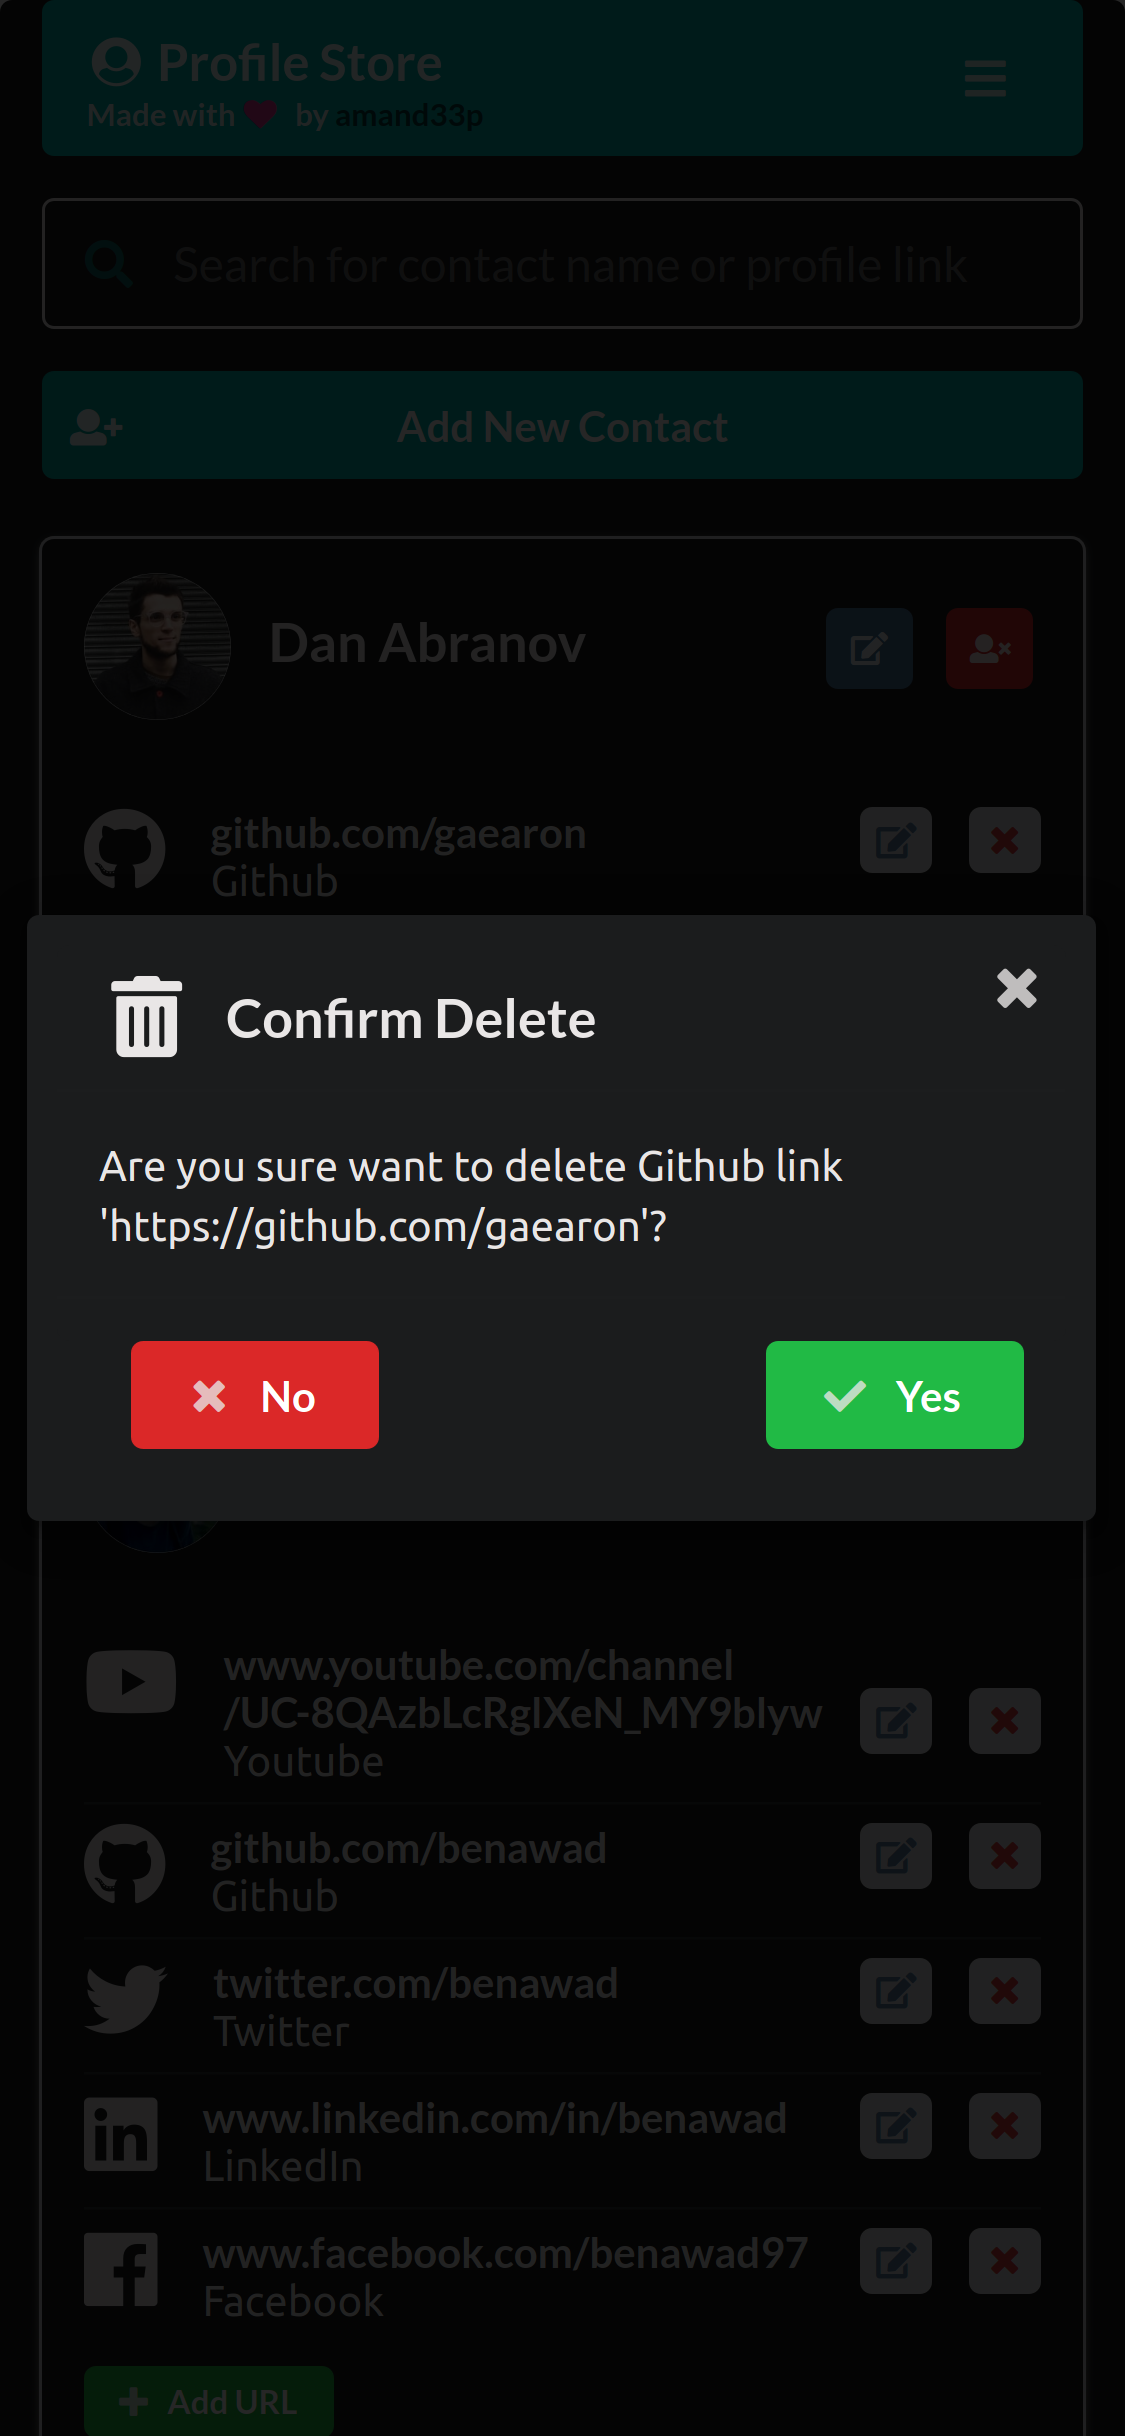 Profile Store
Made with by amand33p
Search for contact name or profile link
Add New Contact
Dan Abranov
github.com/gaearon
Github
Confirm Delete
Are you sure want to delete Github link
'https://github.com/gaearon'?
No
Yes
www.youtube.com/channel
/UC-8QAzbLcRglXeN_MY9blyw
Youtube
github.com/benawad
Github
twitter.com/benawad
Twitter
www.linkedin.com/in/benawad
LinkedIn
www.facebook.com/benawad97
Facebook
Add URL